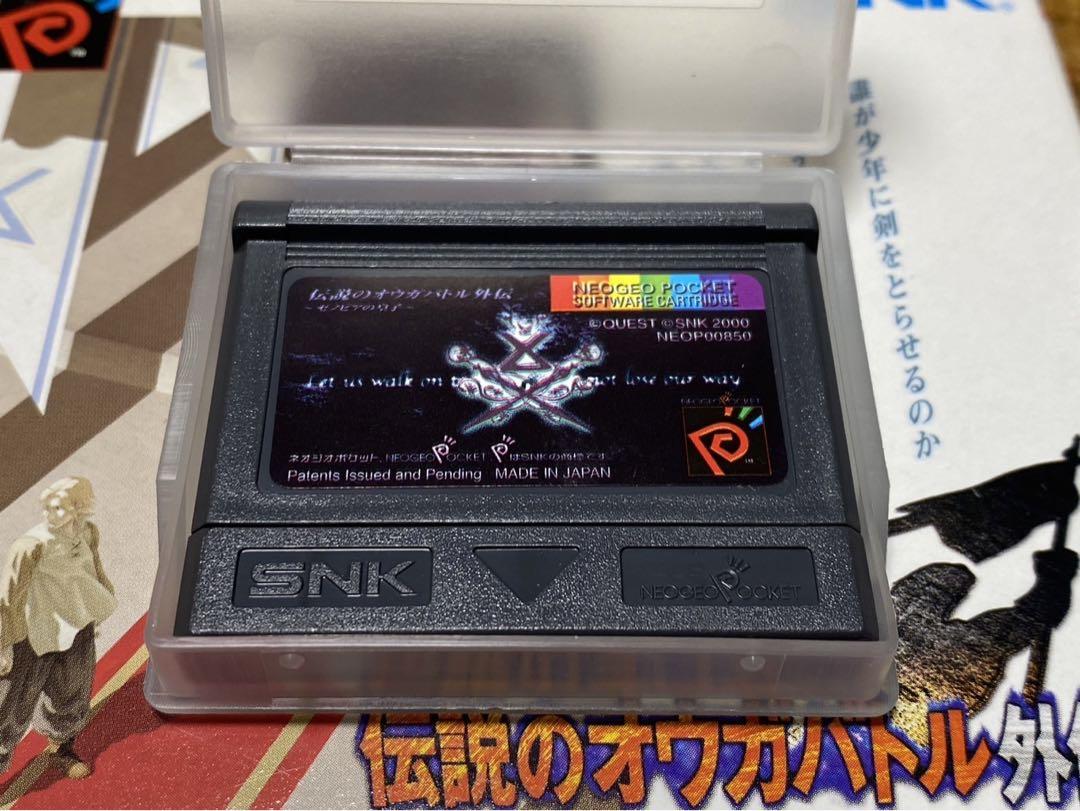 誰が少年に剣をとらせるのか
伝説のオウガバトル外伝
~ゼノビアの皇子~
NEOGEO POCKET
SOFTWARE CARTRIDGE
©QUEST ©SNK 2000
NEOP00850
Let us walk on t not lose our way
NEOGEO POCKET
ネオジオポケット, NEOGEO POCKET はSNKの商標です
Patents Issued and Pending MADE IN JAPAN
TM
SNK
NEOGEO POCKET
伝説のオウガバトル 外